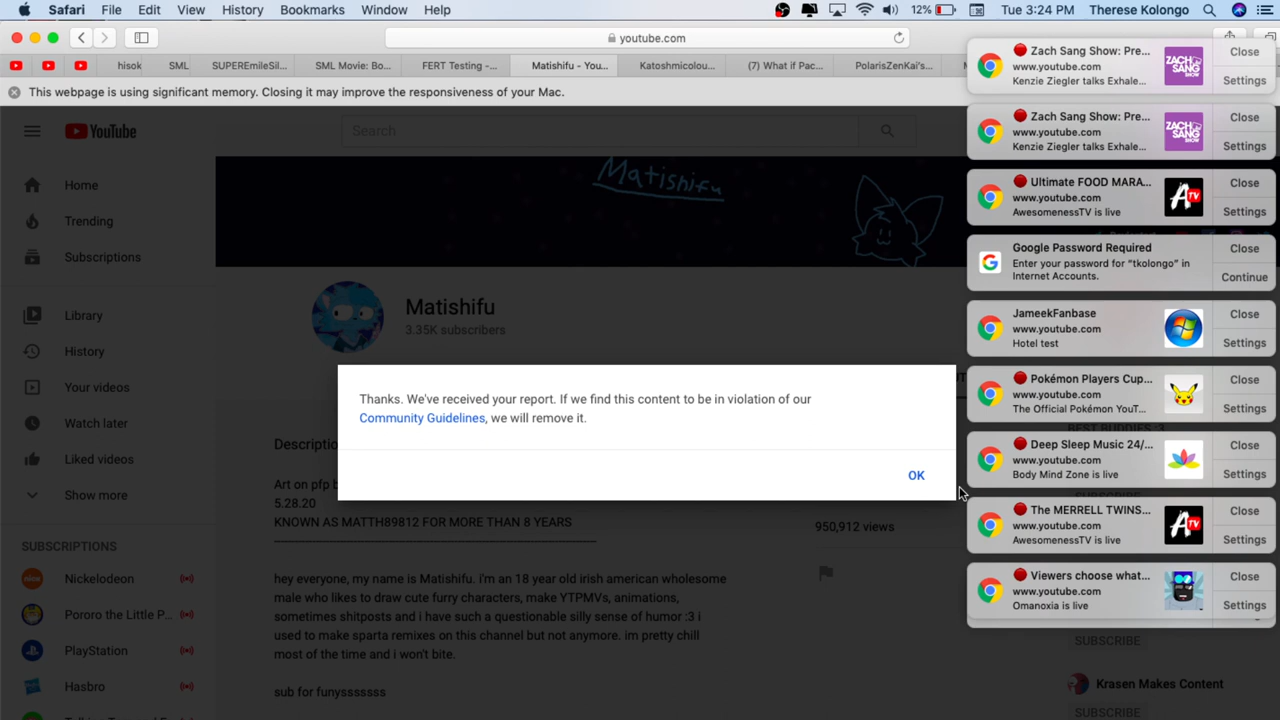 Safari File Edit View History Bookmarks Window Help 12% Tue 3:24 PM Therese Kolongo
youtube.com
hisok SML SUPEREmileSil... SML Movie: Bo... FERT Testing -... Matishifu - You... Katoshmicolou... (7) What if Pac... PolarisZenKai's...
This webpage is using significant memory. Closing it may improve the responsiveness of your Mac.
YouTube
Search
Home
Trending
Subscriptions
Library
History
Your videos
Watch later
Liked videos
Show more
SUBSCRIPTIONS
Nickelodeon
Pororo the Little P...
PlayStation
Hasbro
Matishifu
Matishifu
3.35K subscribers
Thanks. We've received your report. If we find this content to be in violation of our
Community Guidelines, we will remove it.
OK
Descriptio
Art on pfp b
5.28.20
KNOWN AS MATTH89812 FOR MORE THAN 8 YEARS
950,912 views
hey everyone, my name is Matishifu. i'm an 18 year old irish american wholesome
male who likes to draw cute furry characters, make YTPMVs, animations,
sometimes shitposts and i have such a questionable silly sense of humor :3 i
used to make sparta remixes on this channel but not anymore. im pretty chill
most of the time and i won't bite.
sub for funysssssss
Zach Sang Show: Pre...
www.youtube.com
Kenzie Ziegler talks Exhale...
ZACH SANG SHOW
Close
Settings
Zach Sang Show: Pre...
www.youtube.com
Kenzie Ziegler talks Exhale...
ZACH SANG SHOW
Close
Settings
Ultimate FOOD MARA...
www.youtube.com
AwesomenessTV is live
ATV
Close
Settings
Google Password Required
Enter your password for "tkolongo" in
Internet Accounts.
Close
Continue
JameekFanbase
www.youtube.com
Hotel test
Close
Settings
Pokémon Players Cup...
www.youtube.com
The Official Pokémon YouT...
Close
Settings
BEST BUDDIES :3
Deep Sleep Music 24/...
www.youtube.com
Body Mind Zone is live
Close
Settings
The MERRELL TWINS...
www.youtube.com
AwesomenessTV is live
ATV
Close
Settings
Viewers choose what...
www.youtube.com
Omanoxia is live
Close
Settings
SUBSCRIBE
Krasen Makes Content
SUBSCRIBE